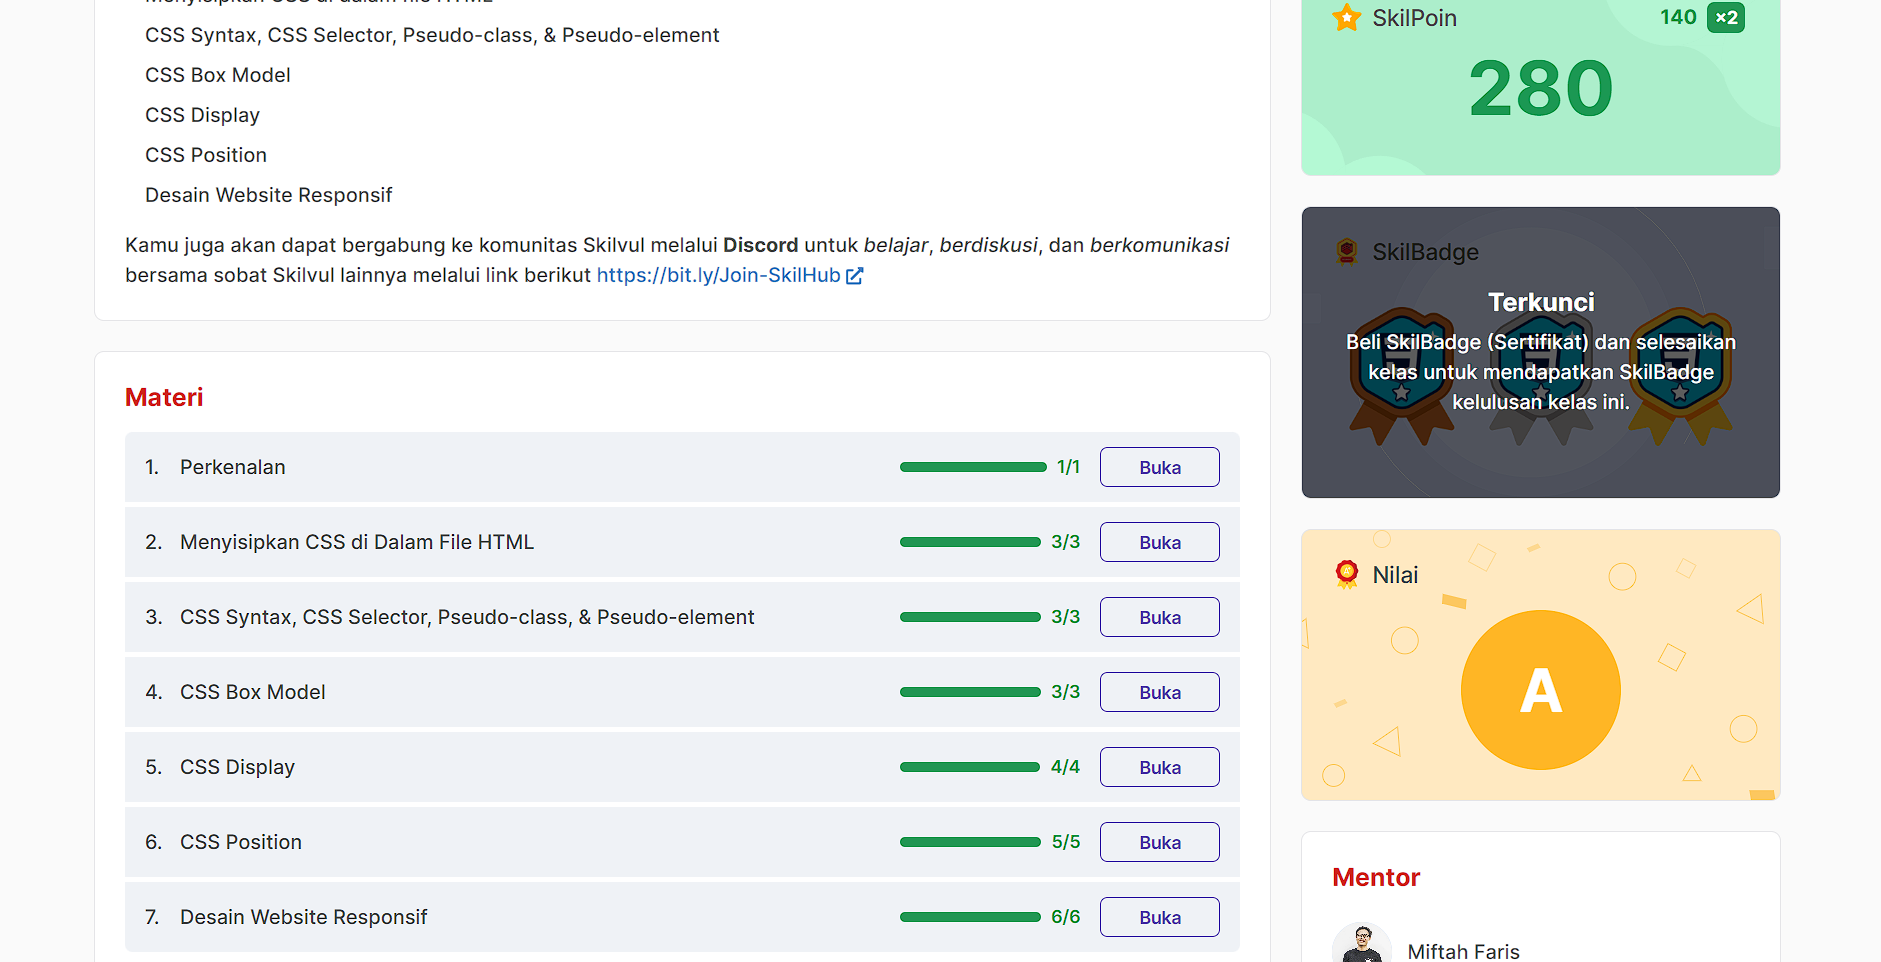 Menyisipkan CSS di dalam file HTML
CSS Syntax, CSS Selector, Pseudo-class, & Pseudo-element
CSS Box Model
CSS Display
CSS Position
Desain Website Responsif
Kamu juga akan dapat bergabung ke komunitas Skilvul melalui Discord untuk belajar, berdiskusi, dan berkomunikasi
bersama sobat Skilvul lainnya melalui link berikut https://bit.ly/Join-SkilHub
Materi
1. Perkenalan 1/1 Buka
2. Menyisipkan CSS di Dalam File HTML 3/3 Buka
3. CSS Syntax, CSS Selector, Pseudo-class, & Pseudo-element 3/3 Buka
4. CSS Box Model 3/3 Buka
5. CSS Display 4/4 Buka
6. CSS Position 5/5 Buka
7. Desain Website Responsif 6/6 Buka
SkilPoin 140 ×2
280
SkilBadge
Terkunci
Beli SkilBadge (Sertifikat) dan selesaikan
kelas untuk mendapatkan SkilBadge
kelulusan kelas ini.
Nilai
A
Mentor
Miftah Faris